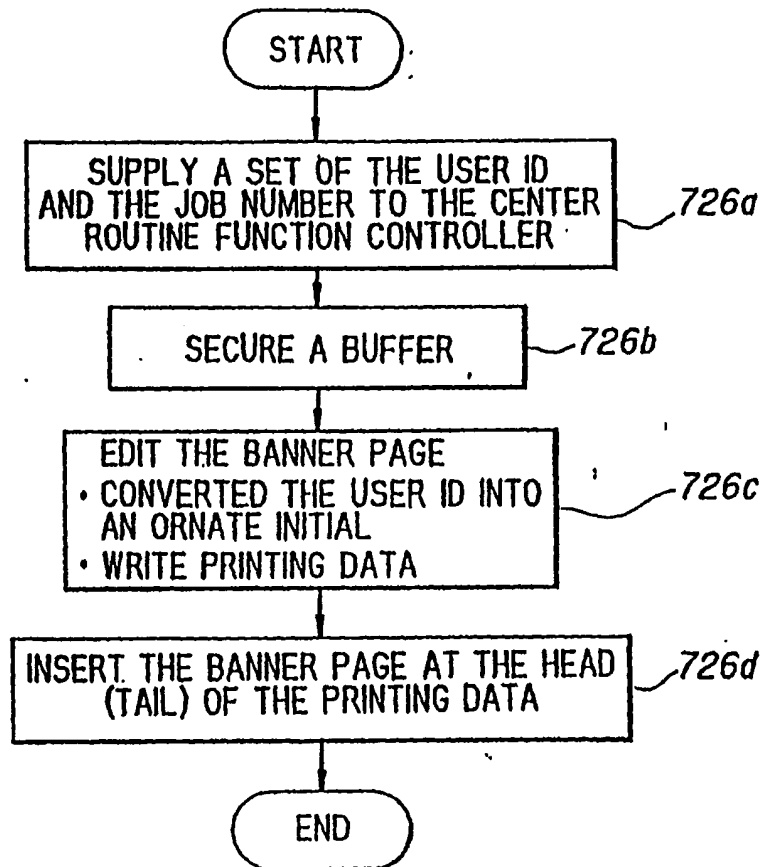 START
SUPPLY A SET OF THE USER ID
AND THE JOB NUMBER TO THE CENTER
ROUTINE FUNCTION CONTROLLER
726a
SECURE A BUFFER
726b
EDIT THE BANNER PAGE
• CONVERTED THE USER ID INTO
AN ORNATE INITIAL
• WRITE PRINTING DATA
726c
INSERT THE BANNER PAGE AT THE HEAD
(TAIL) OF THE PRINTING DATA
726d
END